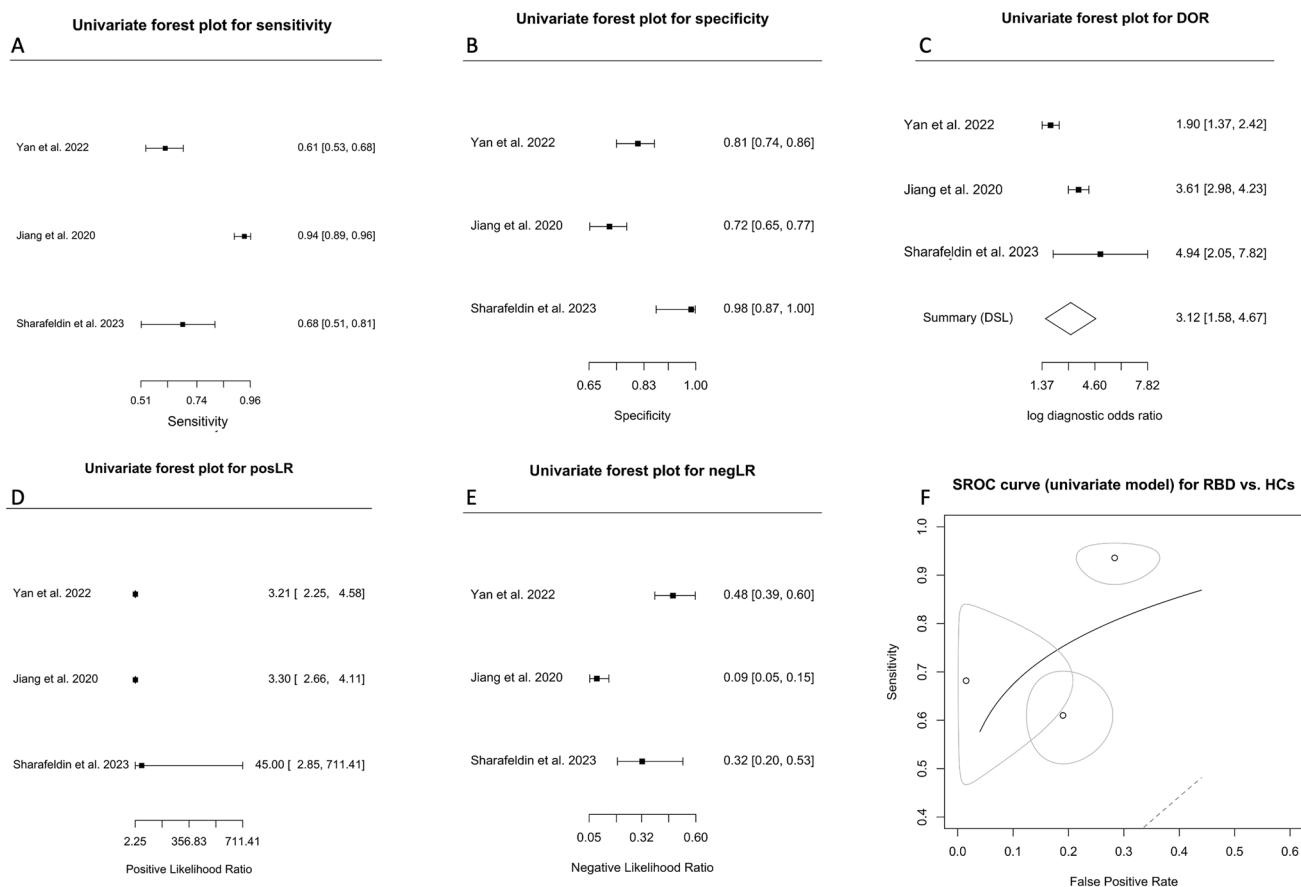 Univariate forest plot for sensitivity
A
Yan et al. 2022 0.61 [0.53, 0.68]
Jiang et al. 2020 0.94 [0.89, 0.96]
Sharafeldin et al. 2023 0.68 [0.51, 0.81]
0.51 0.74 0.96
Sensitivity
Univariate forest plot for specificity
B
Yan et al. 2022 0.81 [0.74, 0.86]
Jiang et al. 2020 0.72 [0.65, 0.77]
Sharafeldin et al. 2023 0.98 [0.87, 1.00]
0.65 0.83 1.00
Specificity
Univariate forest plot for DOR
C
Yan et al. 2022 1.90 [1.37, 2.42]
Jiang et al. 2020 3.61 [2.98, 4.23]
Sharafeldin et al. 2023 4.94 [2.05, 7.82]
Summary (DSL) 3.12 [1.58, 4.67]
1.37 4.60 7.82
log diagnostic odds ratio
Univariate forest plot for posLR
D
Yan et al. 2022 3.21 [ 2.25, 4.58]
Jiang et al. 2020 3.30 [ 2.66, 4.11]
Sharafeldin et al. 2023 45.00 [ 2.85, 711.41]
2.25 356.83 711.41
Positive Likelihood Ratio
Univariate forest plot for negLR
E
Yan et al. 2022 0.48 [0.39, 0.60]
Jiang et al. 2020 0.09 [0.05, 0.15]
Sharafeldin et al. 2023 0.32 [0.20, 0.53]
0.05 0.32 0.60
Negative Likelihood Ratio
SROC curve (univariate model) for RBD vs. HCs
F
1.0
0.9
0.8
0.7
0.6
0.5
0.4
Sensitivity
0.0 0.1 0.2 0.3 0.4 0.5 0.6
False Positive Rate